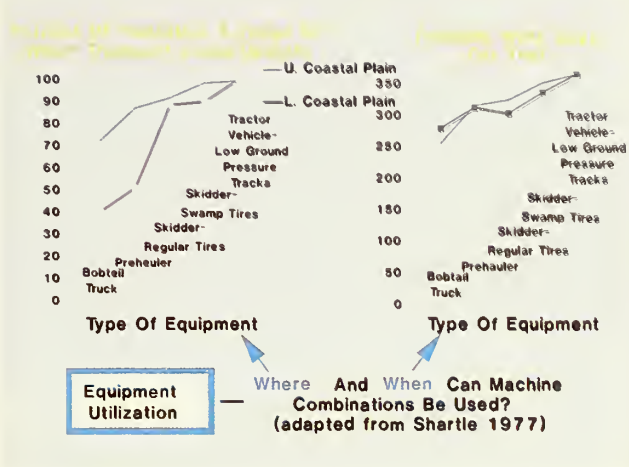 U. Coastal Plain
L. Coastal Plain
100
90
80
70
60
50
40
30
20
10
0
Tractor
Vehicle-
Low Ground
Pressure
Tracka
Skidder-
Swamp Tires
Skidder-
Regular Tires
Preheuler
Bobtail
Truck
Type Of Equipment
350
300
250
200
150
100
50
0
Tractor
Vehicle-
Low Ground
Pressure
Tracks
Skidder-
Swamp Tires
Skidder-
Regular Tires
Prehauler
Bobtail
Truck
Type Of Equipment
Equipment
Utilization
Where And When Can Machine
Combinations Be Used?
(adapted from Shartle 1977)